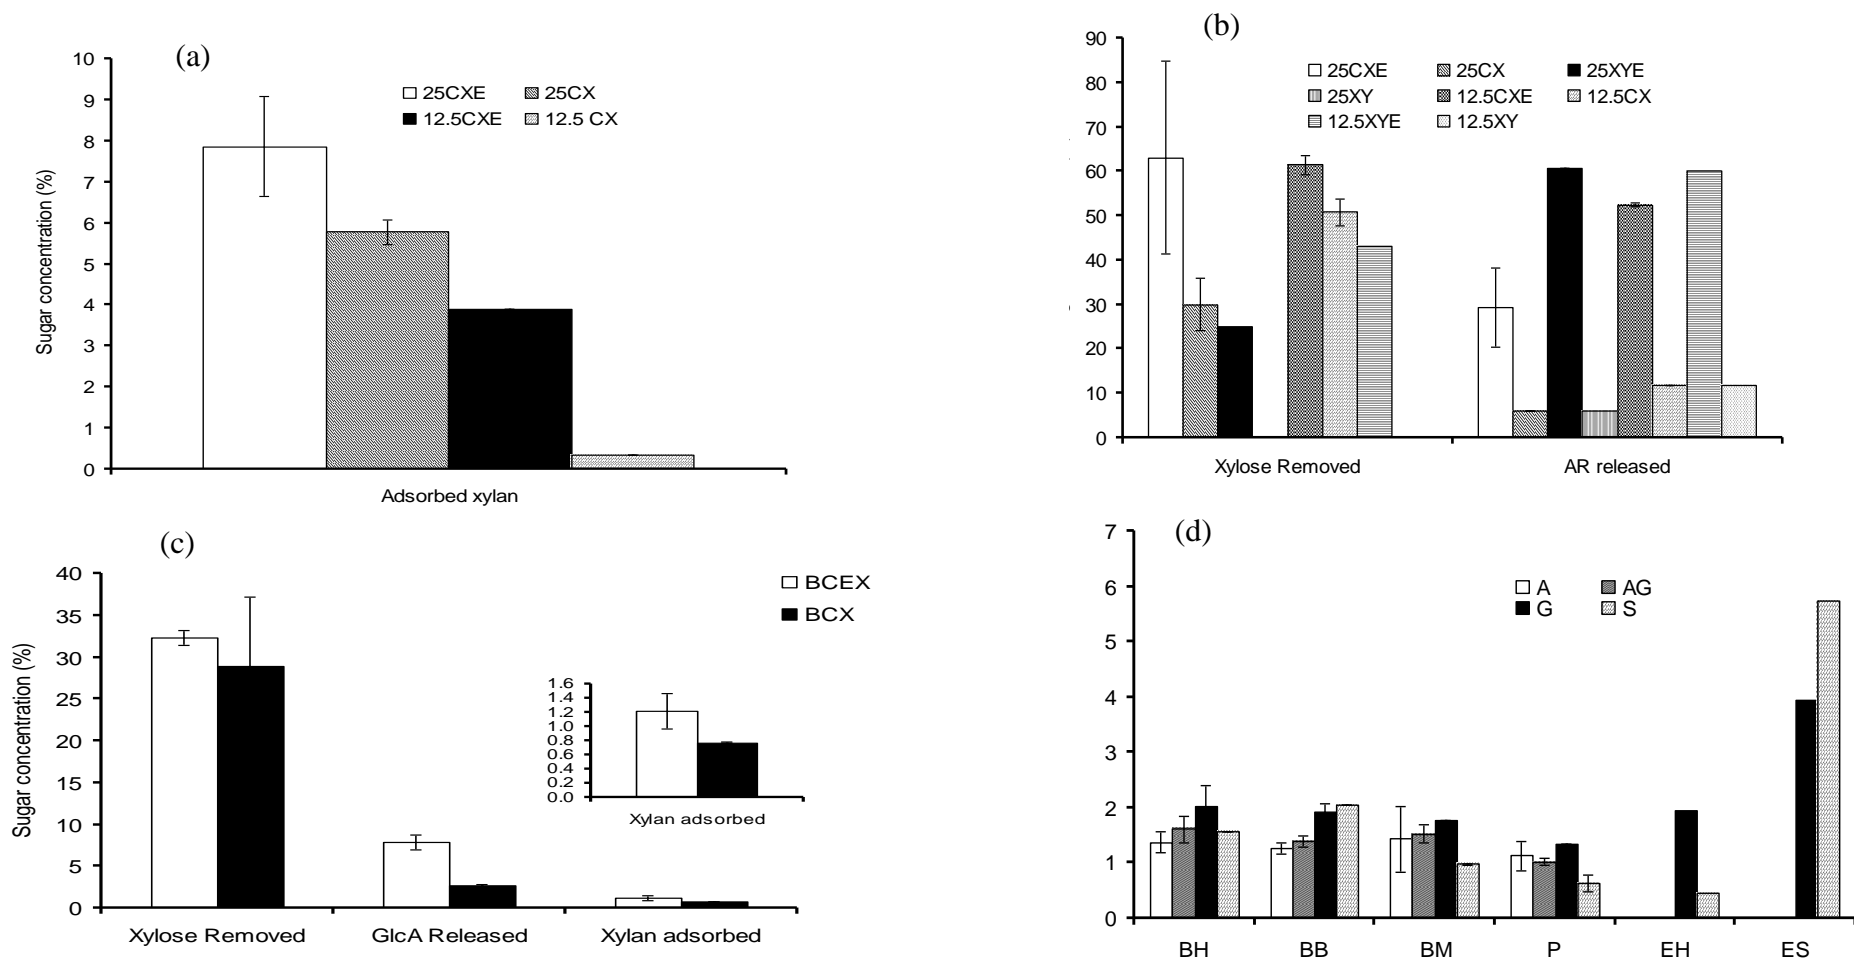 (a)
10
9
8
7
6
5
4
3
2
1
0
Sugar concentration (%)
25CXE 25CX
12.5CXE 12.5 CX
Adsorbed xylan
(b)
90
80
70
60
50
40
30
20
10
0
25CXE 25CX 25XYE
25XY 12.5CXE 12.5CX
12.5XYE 12.5XY
Xylose Removed AR released
(c)
40
35
30
25
20
15
10
5
0
Sugar concentration (%)
BCEX
BCX
1.6
1.4
1.2
1.0
0.8
0.6
0.4
0.2
0.0
Xylan adsorbed
Xylose Removed GlcA Released Xylan adsorbed
(d)
7
6
5
4
3
2
1
0
A AG
G S
BH BB BM P EH ES